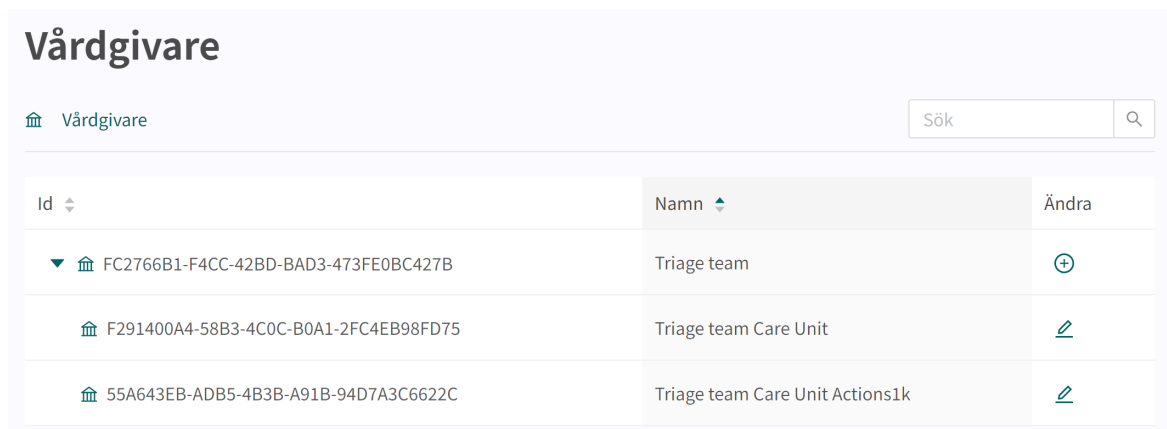 Vårdgivare
Vårdgivare Sök
Id Namn Ändra
FC2766B1-F4CC-42BD-BAD3-473FE0BC427B Triage team
F291400A4-58B3-4C0C-B0A1-2FC4EB98FD75 Triage team Care Unit
55A643EB-ADB5-4B3B-A91B-94D7A3C6622C Triage team Care Unit Actions1k